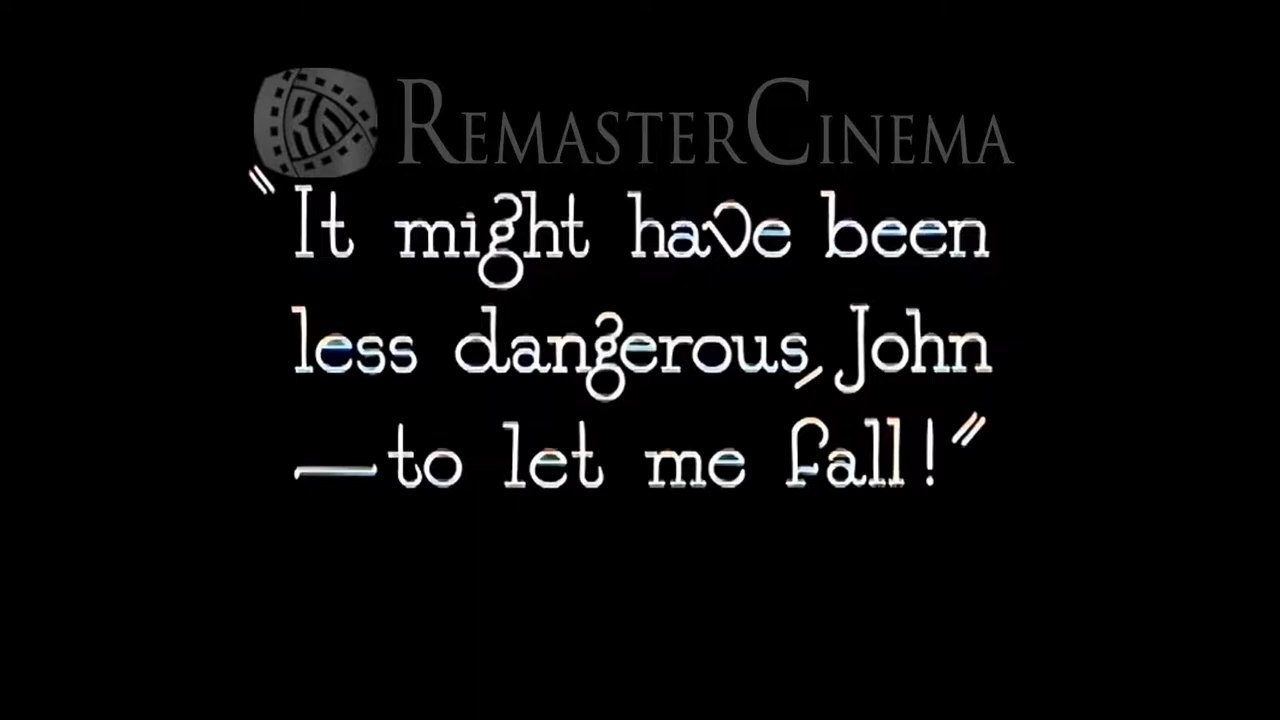 REMASTERCINEMA
"It might have been
less dangerous, John
—to let me fall!"